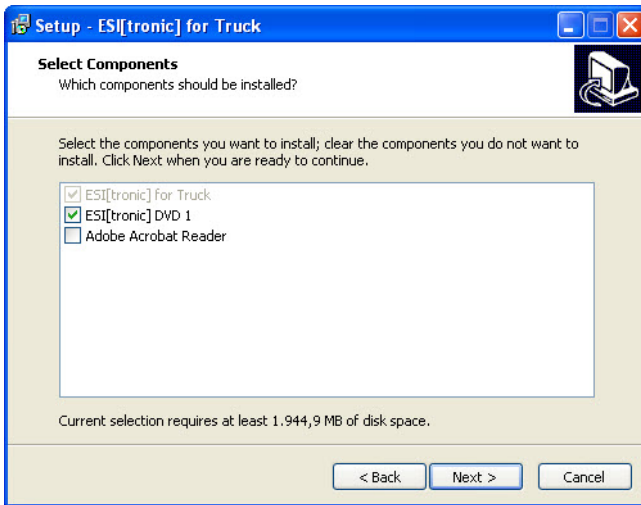 Setup - ESI[tronic] for Truck
Select Components
Which components should be installed?
Select the components you want to install; clear the components you do not want to
install. Click Next when you are ready to continue.
ESI[tronic] for Truck
ESI[tronic] DVD 1
Adobe Acrobat Reader
Current selection requires at least 1.944,9 MB of disk space.
< Back
Next >
Cancel